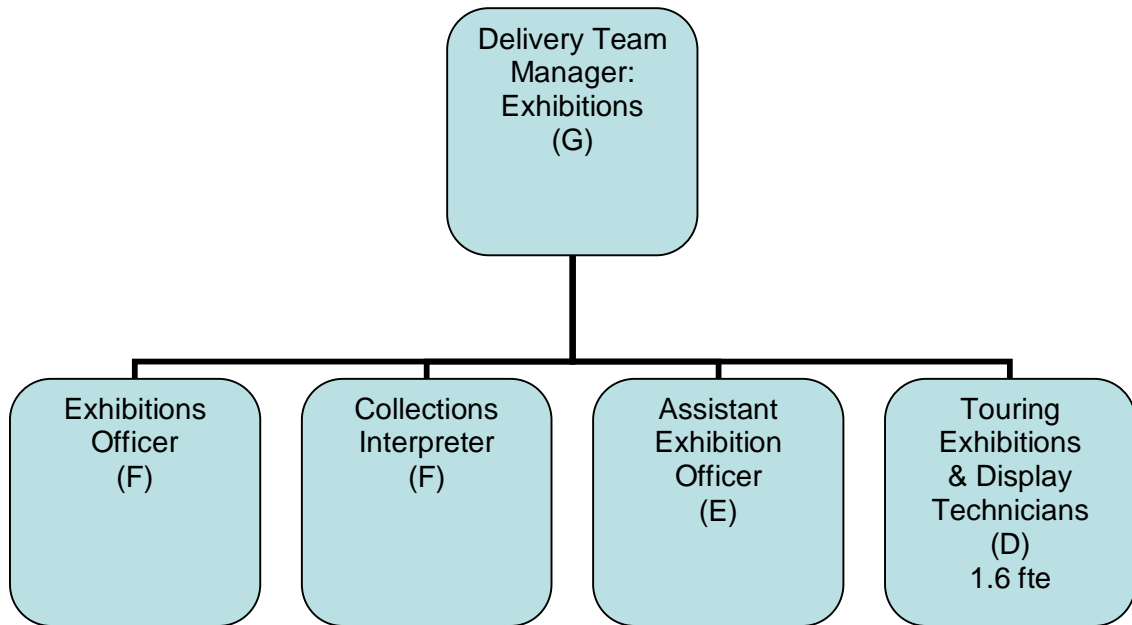 Delivery Team
Manager:
Exhibitions
(G)
Exhibitions
Officer
(F)
Collections
Interpreter
(F)
Assistant
Exhibition
Officer
(E)
Touring
Exhibitions
& Display
Technicians
(D)
1.6 fte